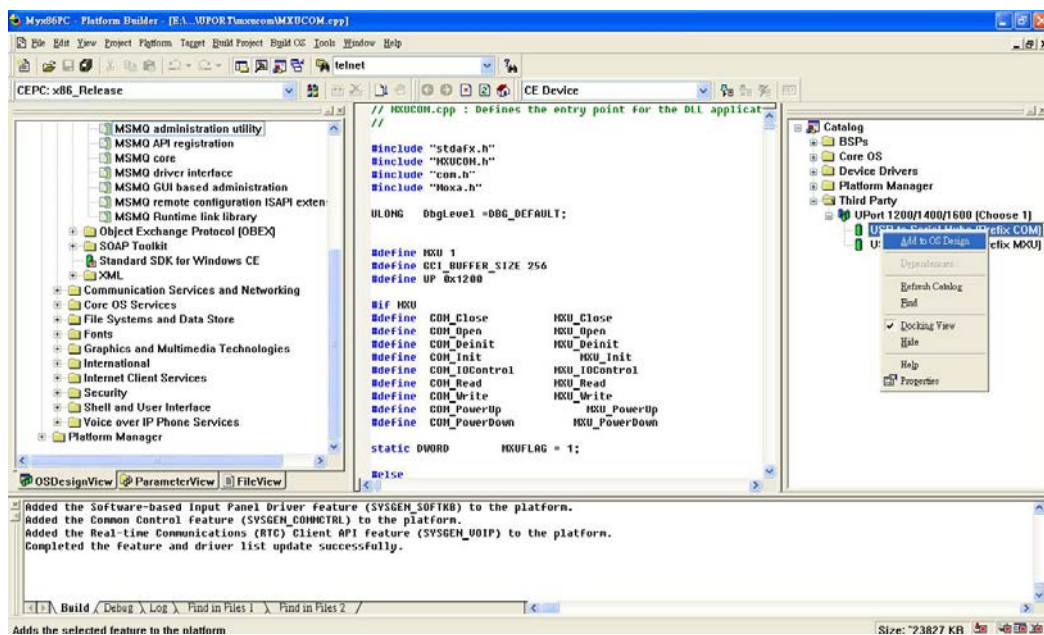 Myx86PC - Platform Builder - [E:\...\UPORT\mxucom\MXUCOM.cpp]
File Edit View Project Platform Target Build Project Build OS Tools Window Help
telnet
CEPC: x86_Release
CE Device
MSMQ administration utility
MSMQ API registration
MSMQ core
MSMQ driver interface
MSMQ GUI based administration
MSMQ remote configuration ISAPI exten
MSMQ Runtime link library
Object Exchange Protocol (OBEX)
SOAP Toolkit
Standard SDK for Windows CE
XML
Communication Services and Networking
Core OS Services
File Systems and Data Store
Fonts
Graphics and Multimedia Technologies
International
Internet Client Services
Security
Shell and User Interface
Voice over IP Phone Services
Platform Manager
OSDesignView ParameterView FileView
// MXUCOM.cpp : Defines the entry point for the DLL applicat
//
#include "stdafx.h"
#include "MXUCOM.h"
#include "com.h"
#include "Moxa.h"
ULONG DbgLevel =DBG_DEFAULT;
#define MXU 1
#define GCI_BUFFER_SIZE 256
#define UP 0x1200
#if MXU
#define COM_Close MXU_Close
#define COM_Open MXU_Open
#define COM_Deinit MXU_Deinit
#define COM_Init MXU_Init
#define COM_IOControl MXU_IOControl
#define COM_Read MXU_Read
#define COM_Write MXU_Write
#define COM_PowerUp MXU_PowerUp
#define COM_PowerDown MXU_PowerDown
static DWORD MXUFLAG = 1;
#else
Catalog
BSPs
Core OS
Device Drivers
Platform Manager
Third Party
UPort 1200/1400/1600 (Choose 1)
USB to Serial Hubs (Prefix COM)
efix MXU)
Add to OS Design
Dependences...
Refresh Catalog
Find
Docking View
Hide
Help
Properties
Added the Software-based Input Panel Driver feature (SYSGEN_SOFTKB) to the platform.
Added the Common Control feature (SYSGEN_COMMCTRL) to the platform.
Added the Real-time Communications (RTC) Client API feature (SYSGEN_VOIP) to the platform.
Completed the feature and driver list update successfully.
Build Debug Log Find in Files 1 Find in Files 2
Adds the selected feature to the platform
Size: ~23827 KB